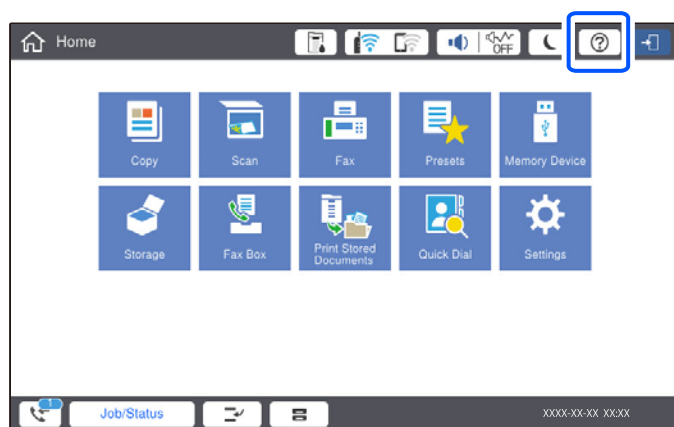 Home
OFF
?
Copy
Scan
Fax
Presets
Memory Device
Storage
Fax Box
Print Stored
Documents
Quick Dial
Settings
1
Job/Status
XXXX-XX-XX XX:XX